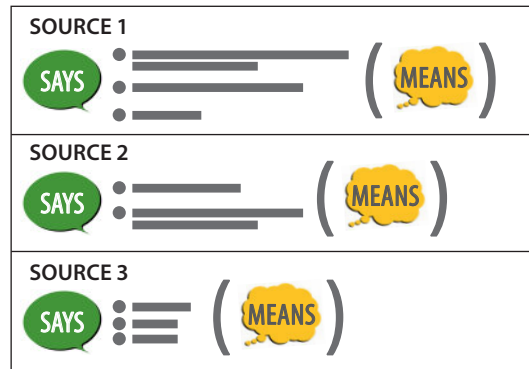 SOURCE 1
SAYS
( MEANS )
SOURCE 2
SAYS
( MEANS )
SOURCE 3
SAYS
( MEANS )